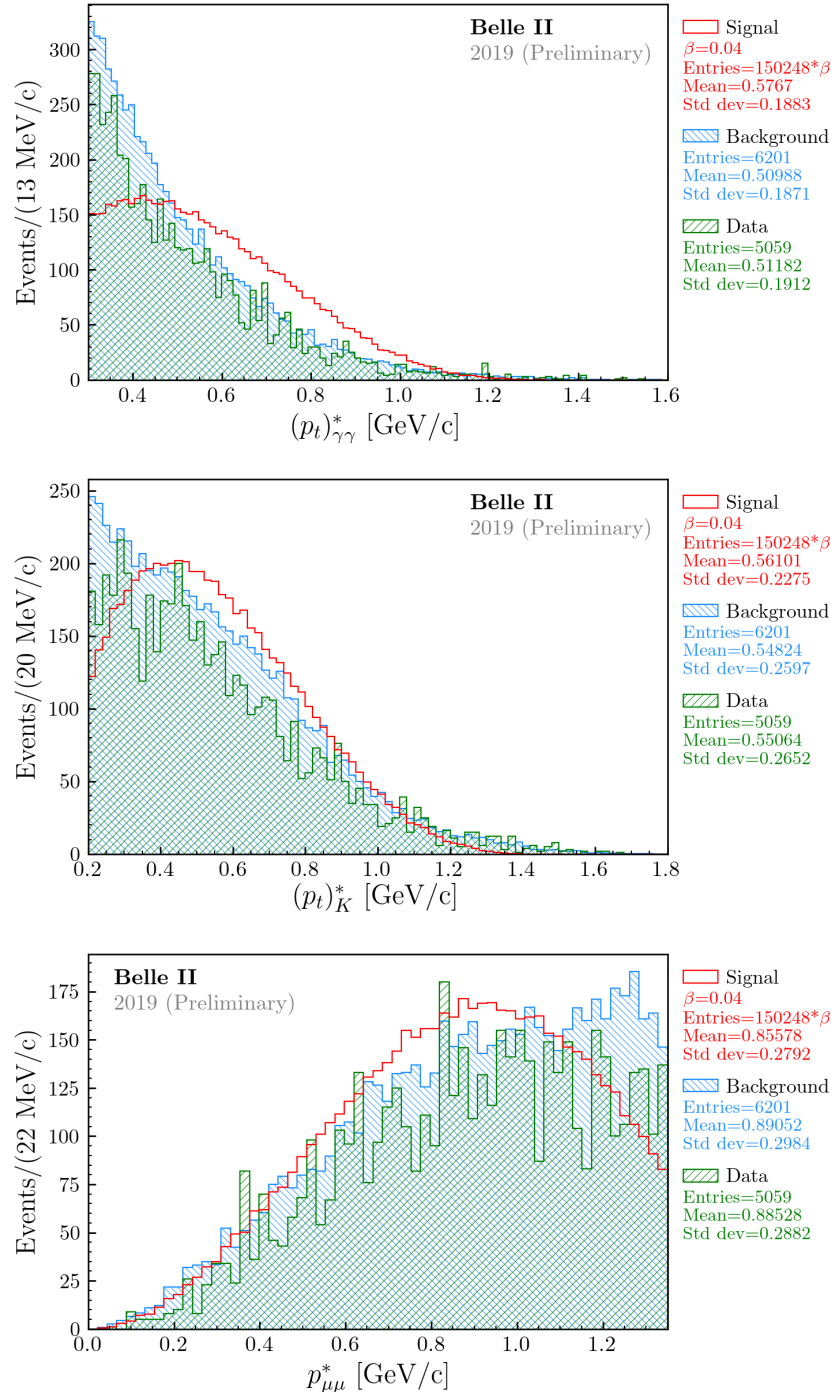 Belle II
2019 (Preliminary)
Signal
β=0.04
Entries=150248*β
Mean=0.5767
Std dev=0.1883
Background
Entries=6201
Mean=0.50988
Std dev=0.1871
Data
Entries=5059
Mean=0.51182
Std dev=0.1912
Events/(13 MeV/c)
300
250
200
150
100
50
0
0.4 0.6 0.8 1.0 1.2 1.4 1.6
(p_t)*_γγ [GeV/c]
Belle II
2019 (Preliminary)
Signal
β=0.04
Entries=150248*β
Mean=0.56101
Std dev=0.2275
Background
Entries=6201
Mean=0.54824
Std dev=0.2597
Data
Entries=5059
Mean=0.55064
Std dev=0.2652
Events/(20 MeV/c)
250
200
150
100
50
0
0.2 0.4 0.6 0.8 1.0 1.2 1.4 1.6 1.8
(p_t)*_K [GeV/c]
Belle II
2019 (Preliminary)
Signal
β=0.04
Entries=150248*β
Mean=0.85578
Std dev=0.2792
Background
Entries=6201
Mean=0.89052
Std dev=0.2984
Data
Entries=5059
Mean=0.88528
Std dev=0.2882
Events/(22 MeV/c)
175
150
125
100
75
50
25
0
0.0 0.2 0.4 0.6 0.8 1.0 1.2
p*_μμ [GeV/c]